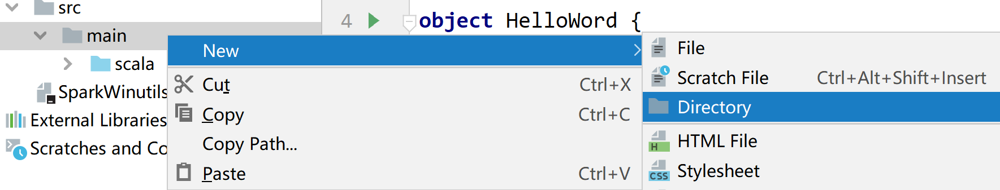 src
main
scala
SparkWinutils
External Libraries
Scratches and Co
4 object HelloWord {
New
Cut Ctrl+X
Copy Ctrl+C
Copy Path...
Paste Ctrl+V
File
Scratch File Ctrl+Alt+Shift+Insert
Directory
H HTML File
CSS Stylesheet